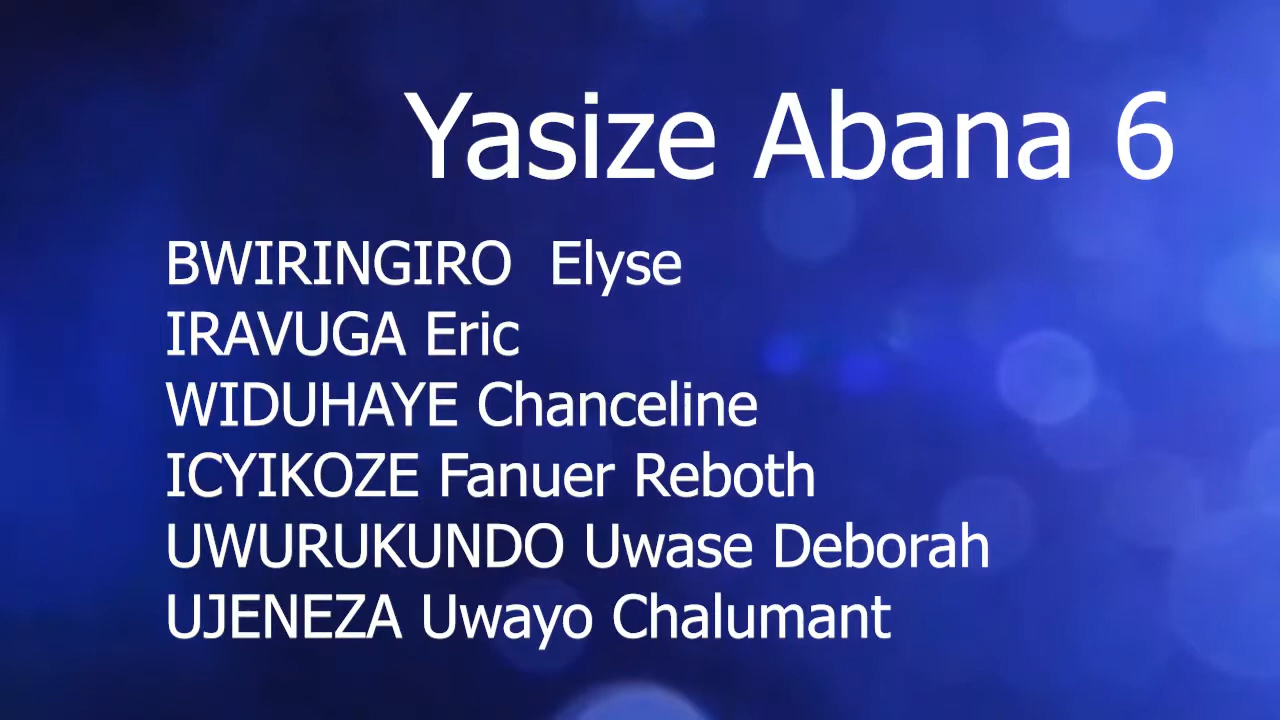 Yasize Abana 6
BWIRINGIRO  Elyse
IRAVUGA Eric
WIDUHAYE Chanceline
ICYIKOZE Fanuer Reboth
UWURUKUNDO Uwase Deborah
UJENEZA Uwayo Chalumant